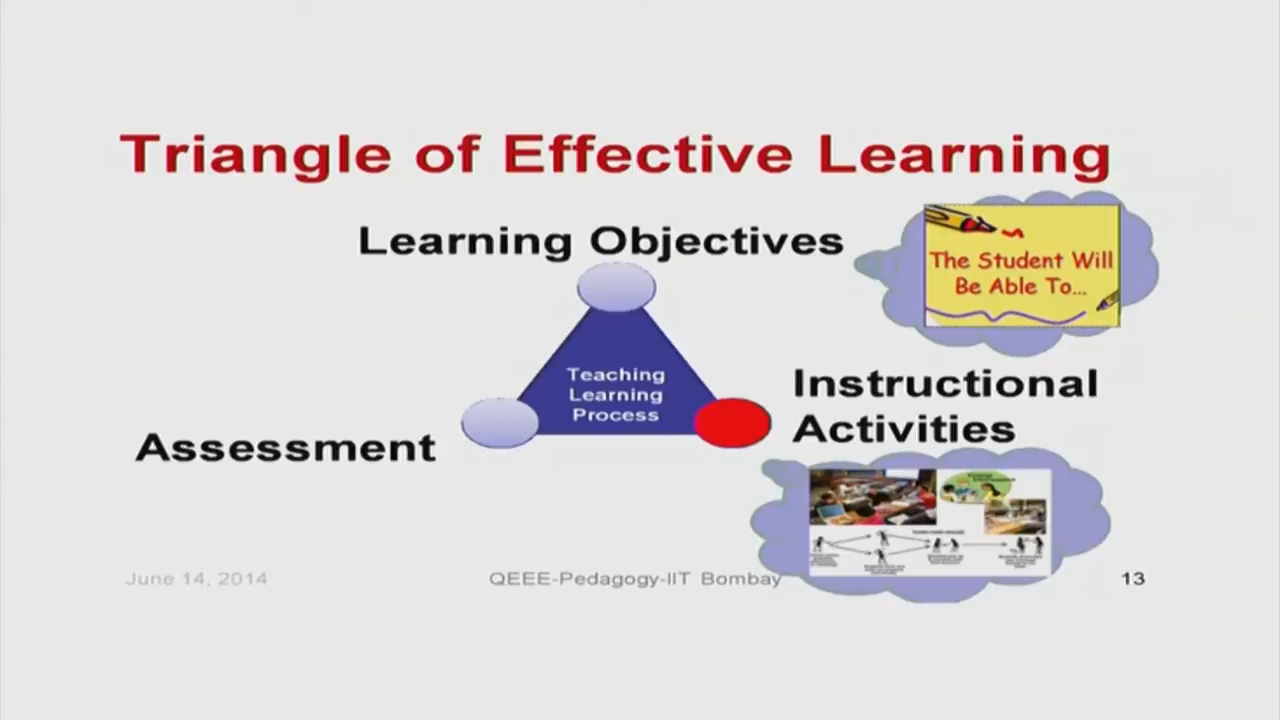 Triangle of Effective Learning
Learning Objectives
The Student Will
Be Able To...
Teaching
Learning
Process
Instructional
Activities
Assessment
June 14, 2014
QEEE-Pedagogy-IIT Bombay
13